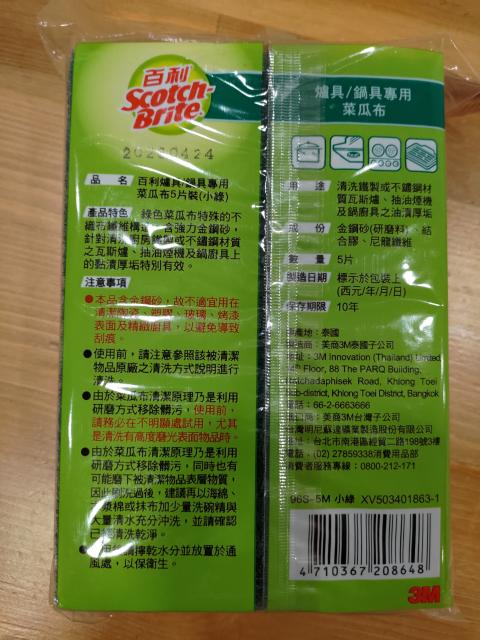 百利
Scotch-
Brite
20230424
品 名 百利爐具/鍋具專用
菜瓜布5片裝(小綠)
產品特色 綠色菜瓜布特殊的不
織布纖維構造,含強力金鋼砂,
針對清潔廚房鐵製或不鏽鋼材質
之瓦斯爐、抽油煙機及鍋廚具上
的黏漬厚垢特別有效。
注意事項
●本品含金鋼砂,故不適宜用在
清潔陶瓷、塑膠、玻璃、烤漆
表面及精緻廚具,以避免導致
刮痕。
●使用前,請注意參照該被清潔
物品原廠之清洗方式說明進行
清洗。
●由於菜瓜布清潔原理乃是利用
研磨方式移除髒污,使用前,
請務必在不明顯處試用,尤其
是清洗有高度磨光表面物品時。
●由於菜瓜布清潔原理乃是利用
研磨方式移除髒污,同時也有
可能磨下被清潔物品表層物質,
因此刷洗過後,建議再以海綿、
漿棉或抹布加少量洗碗精與
大量清水充分沖洗,並請確認
已清洗乾淨。
請擰乾水分並放置於通
風處,以保衛生。
爐具/鍋具專用
菜瓜布
用 途 清洗鐵製或不鏽鋼材
質瓦斯爐、抽油煙機
及鍋廚具之油漬厚垢
成 份 金鋼砂(研磨料)、結
合膠、尼龍纖維
數 量 5片
製造日期 標示於包裝上
(西元/年/月/日)
保存期限 10年
產地:泰國
製造商:美商3M泰國子公司
地址:3M Innovation (Thailand) Limited
Floor, 88 The PARQ Building,
Ratchadaphisek Road, Khlong Toei
Sub-district, Khlong Toei District, Bangkok
電話:66-2-6663666
進口商:美商3M台灣子公司
台灣明尼蘇達礦業製造股份有限公司
地址:台北市南港區經貿二路198號3樓
電話:(02) 27859338消費用品部
消費者服務專線:0800-212-171
96S-5M 小綠 XV503401863-1
4 710367 208648
3M